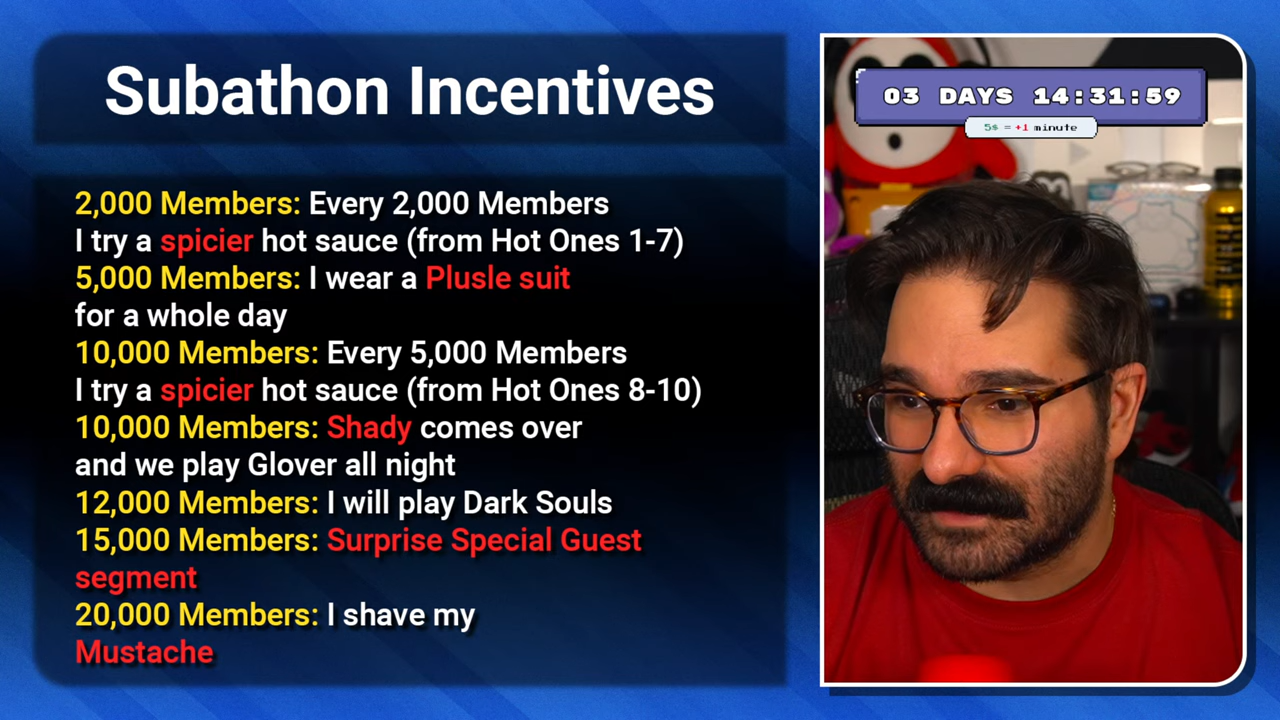 Subathon Incentives
2,000 Members: Every 2,000 Members
I try a spicier hot sauce (from Hot Ones 1-7)
5,000 Members: I wear a Plusle suit
for a whole day
10,000 Members: Every 5,000 Members
I try a spicier hot sauce (from Hot Ones 8-10)
10,000 Members: Shady comes over
and we play Glover all night
12,000 Members: I will play Dark Souls
15,000 Members: Surprise Special Guest
segment
20,000 Members: I shave my
Mustache
03 DAYS 14:31:59
5$ = +1 minute